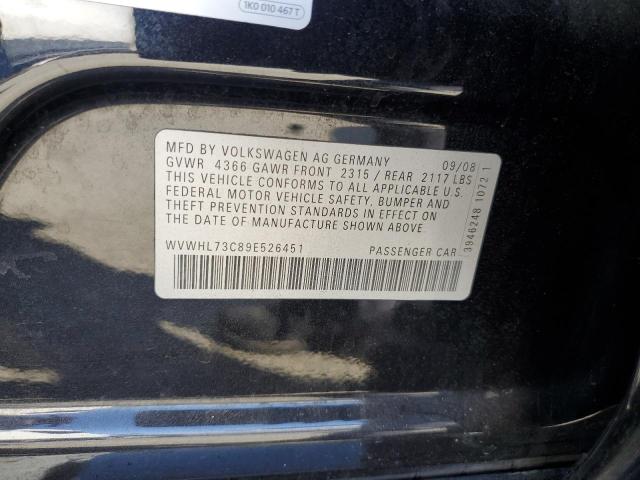 1K0 010 467 T
MFD BY VOLKSWAGEN AG GERMANY 09/08
GVWR 4366 GAWR FRONT 2315 / REAR 2117 LBS
THIS VEHICLE CONFORMS TO ALL APPLICABLE U.S.
FEDERAL MOTOR VEHICLE SAFETY, BUMPER AND
THEFT PREVENTION STANDARDS IN EFFECT ON
THE DATE OF MANUFACTURE SHOWN ABOVE.
WVWHL73C89E526451 PASSENGER CAR
3946248 1072 1